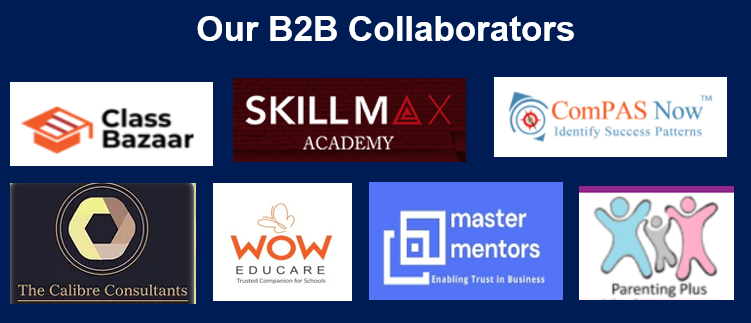 Our B2B Collaborators
Class
Bazaar
SKILLMAX
ACADEMY
ComPAS Now™
Identify Success Patterns
The Calibre Consultants
WOW
EDUCARE
Trusted Companion for Schools
master
mentors
Enabling Trust in Business
Parenting Plus